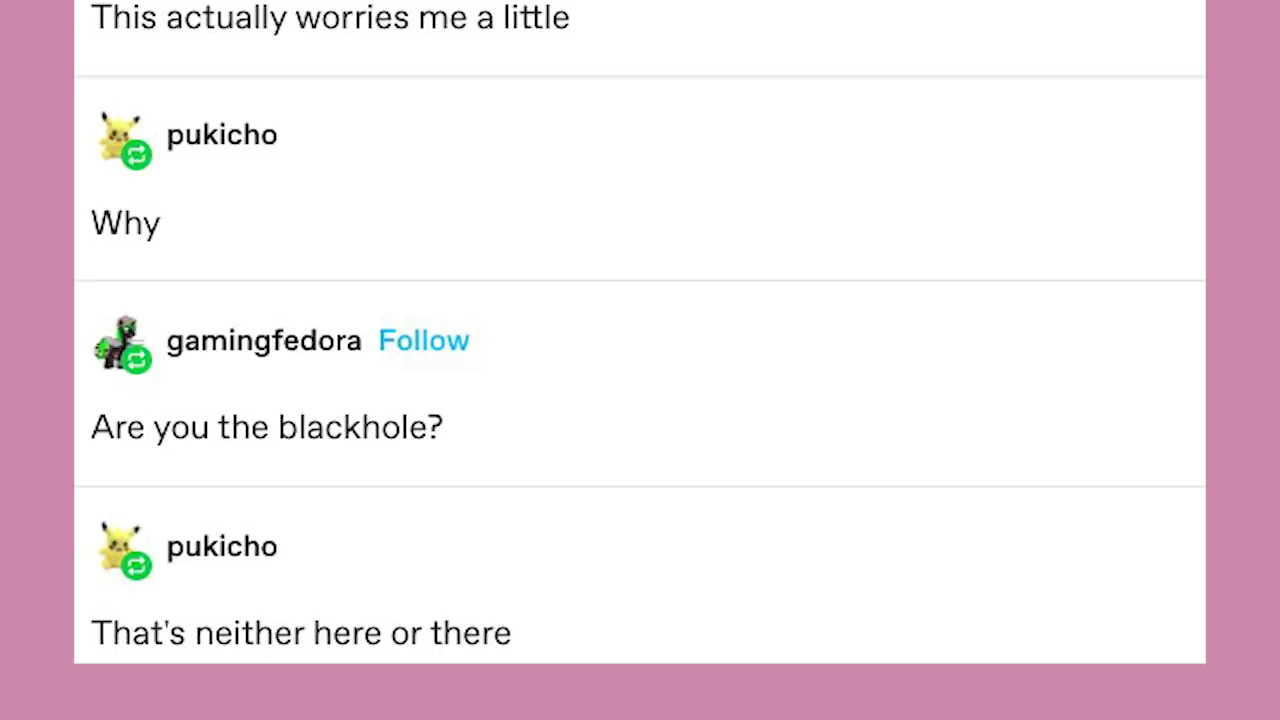 This actually worries me a little
pukicho
Why
gamingfedora Follow
Are you the blackhole?
pukicho
That's neither here or there